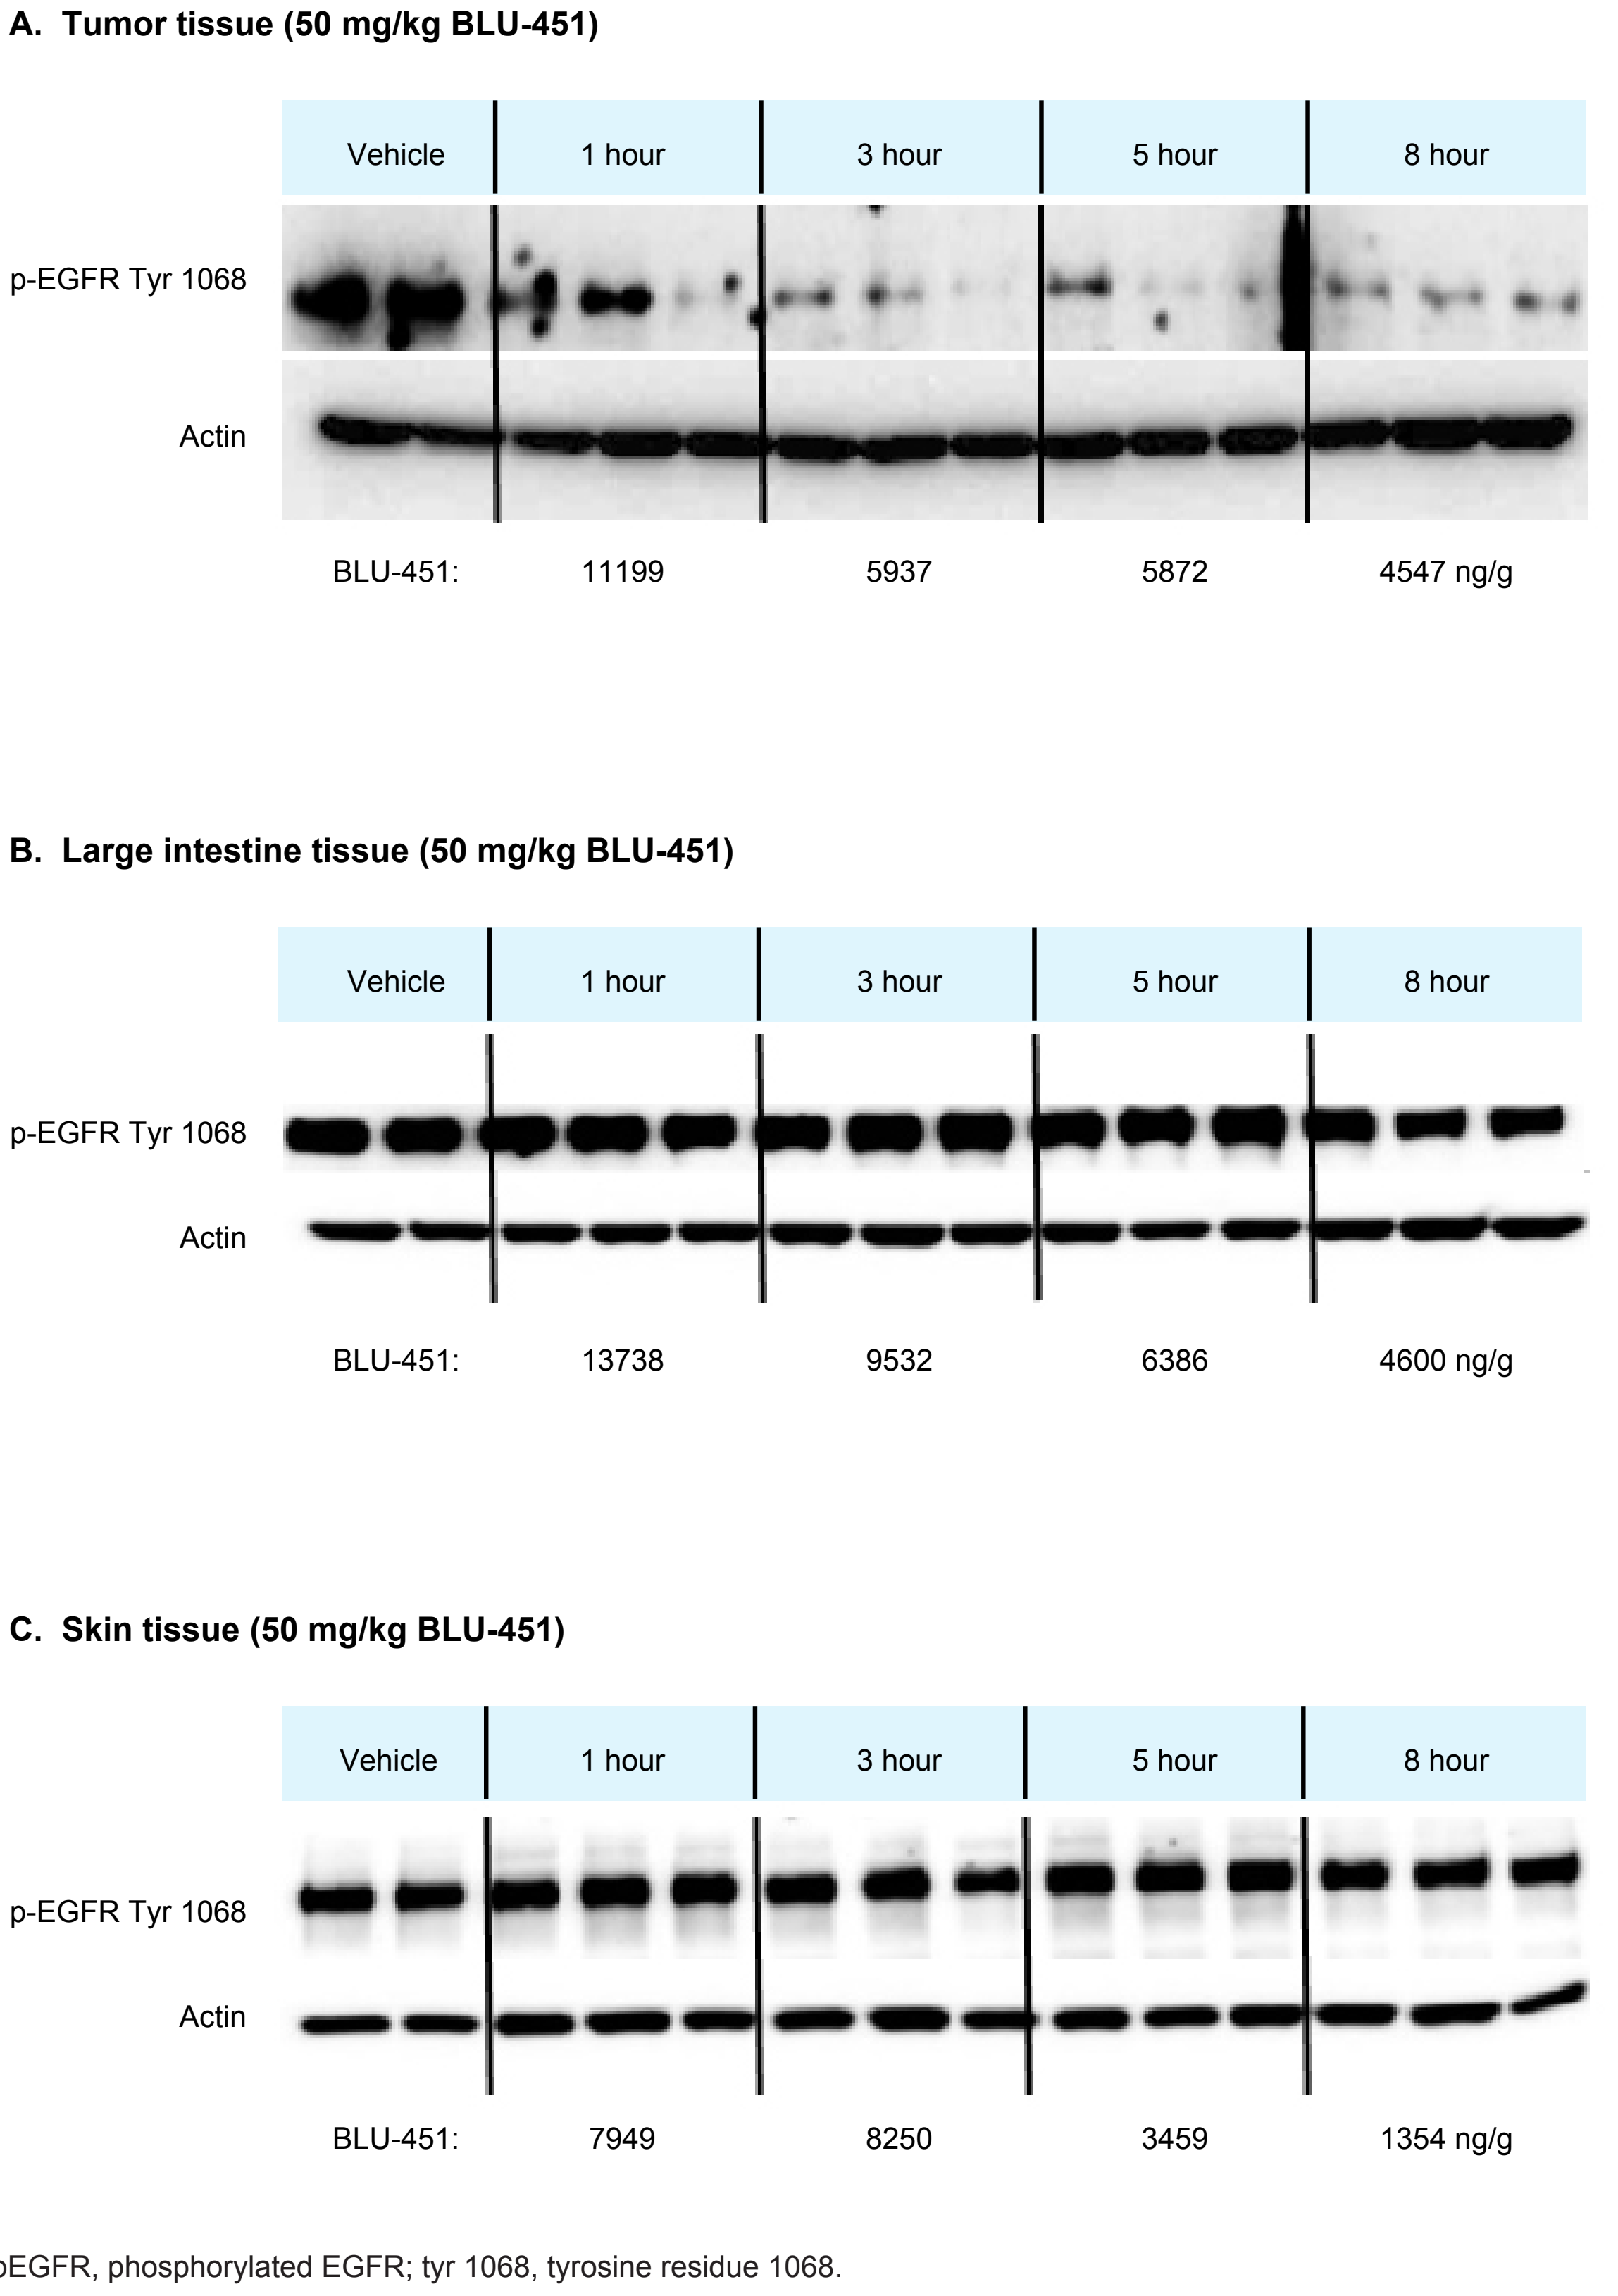 A. Tumor tissue (50 mg/kg BLU-451)
Vehicle 1 hour 3 hour 5 hour 8 hour
p-EGFR Tyr 1068
Actin
BLU-451: 11199 5937 5872 4547 ng/g
B. Large intestine tissue (50 mg/kg BLU-451)
Vehicle 1 hour 3 hour 5 hour 8 hour
p-EGFR Tyr 1068
Actin
BLU-451: 13738 9532 6386 4600 ng/g
C. Skin tissue (50 mg/kg BLU-451)
Vehicle 1 hour 3 hour 5 hour 8 hour
p-EGFR Tyr 1068
Actin
BLU-451: 7949 8250 3459 1354 ng/g
pEGFR, phosphorylated EGFR; tyr 1068, tyrosine residue 1068.